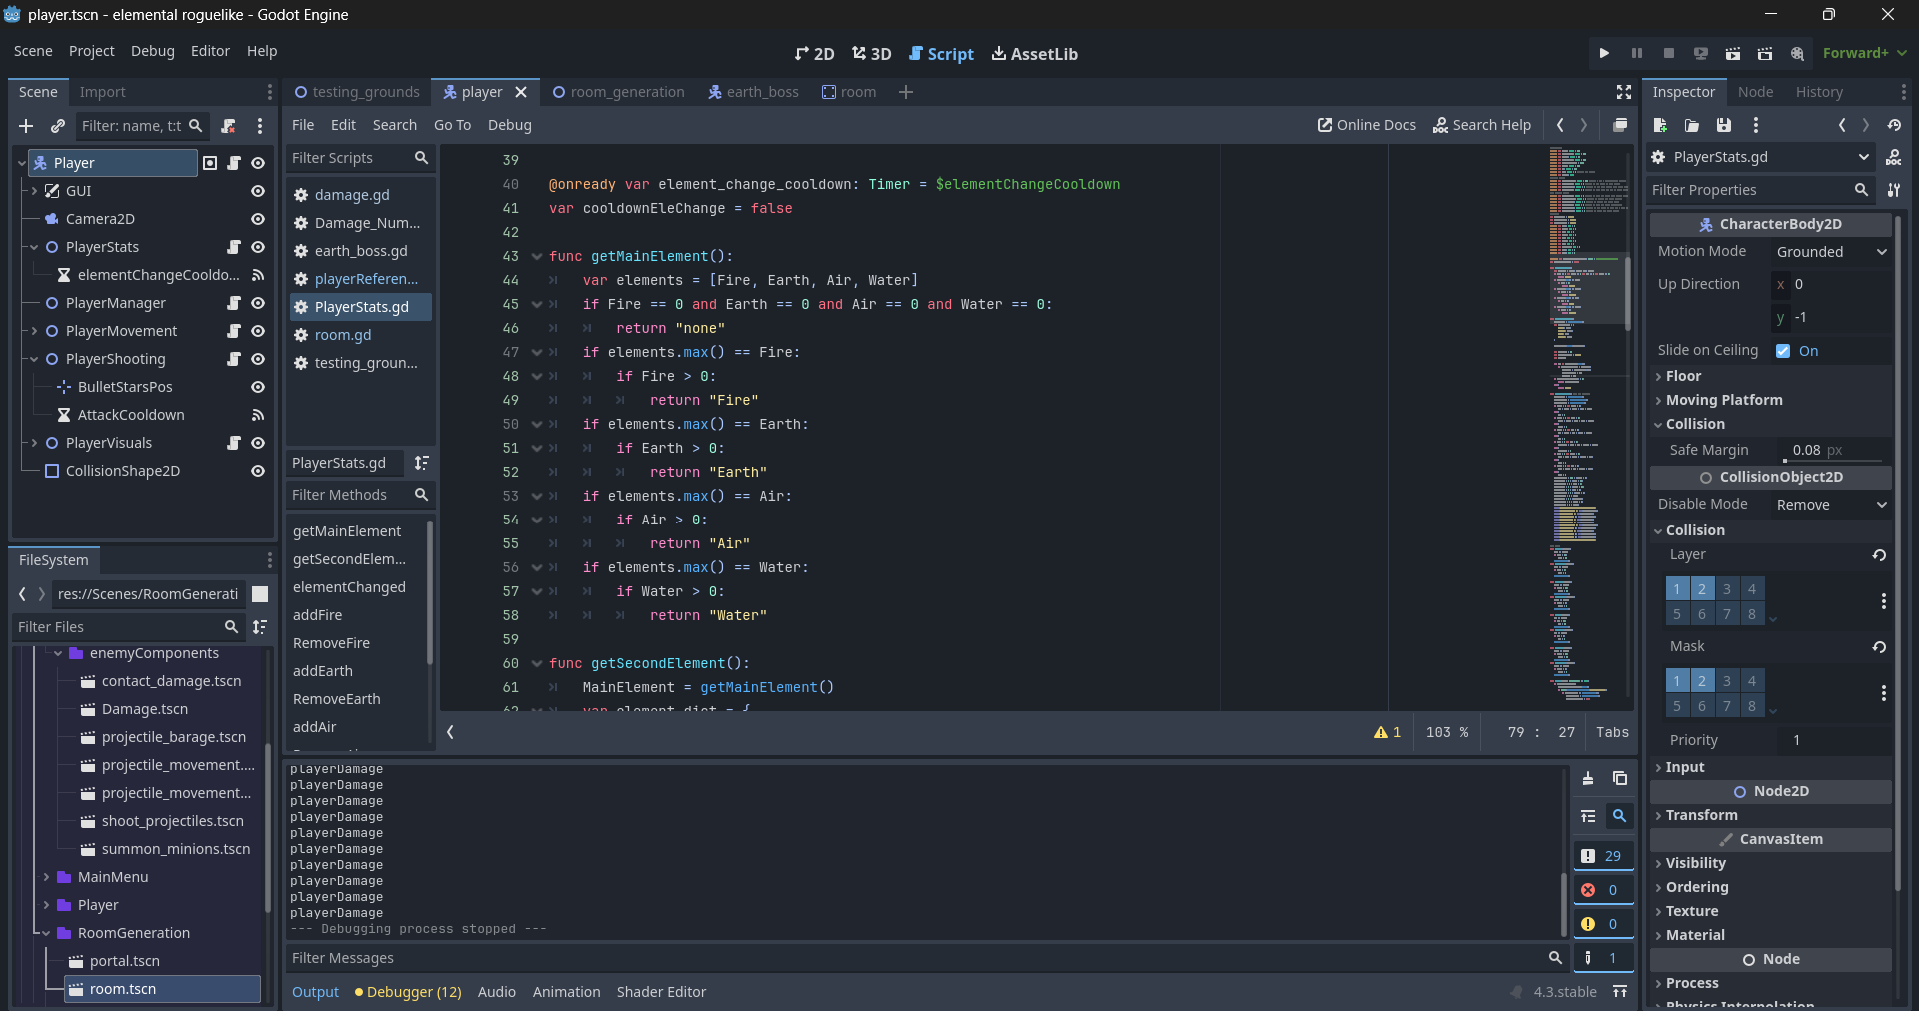 player.tscn - elemental roguelike - Godot Engine
Scene Project Debug Editor Help
2D 3D Script AssetLib
Forward+
Scene Import
Filter: name, t:t
Player
GUI
Camera2D
PlayerStats
elementChangeCooldo...
PlayerManager
PlayerMovement
PlayerShooting
BulletStarsPos
AttackCooldown
PlayerVisuals
CollisionShape2D
FileSystem
res://Scenes/RoomGenerati
Filter Files
enemyComponents
contact_damage.tscn
Damage.tscn
projectile_barage.tscn
projectile_movement....
projectile_movement...
shoot_projectiles.tscn
summon_minions.tscn
MainMenu
Player
RoomGeneration
portal.tscn
room.tscn
testing_grounds player room_generation earth_boss room
File Edit Search Go To Debug
Online Docs Search Help
Filter Scripts
damage.gd
Damage_Num...
earth_boss.gd
playerReferen...
PlayerStats.gd
room.gd
testing_groun...
PlayerStats.gd
Filter Methods
getMainElement
getSecondElem...
elementChanged
addFire
RemoveFire
addEarth
RemoveEarth
addAir
39
40 @onready var element_change_cooldown: Timer = $elementChangeCooldown
41 var cooldownEleChange = false
42
43 func getMainElement():
44 var elements = [Fire, Earth, Air, Water]
45 if Fire == 0 and Earth == 0 and Air == 0 and Water == 0:
46 return "none"
47 if elements.max() == Fire:
48 if Fire > 0:
49 return "Fire"
50 if elements.max() == Earth:
51 if Earth > 0:
52 return "Earth"
53 if elements.max() == Air:
54 if Air > 0:
55 return "Air"
56 if elements.max() == Water:
57 if Water > 0:
58 return "Water"
59
60 func getSecondElement():
61 MainElement = getMainElement()
62 var element_dict = {
1 103 % 79 : 27 Tabs
playerDamage
playerDamage
playerDamage
playerDamage
playerDamage
playerDamage
playerDamage
playerDamage
playerDamage
playerDamage
--- Debugging process stopped ---
29
0
0
1
Filter Messages
Output Debugger (12) Audio Animation Shader Editor
4.3.stable
Inspector Node History
PlayerStats.gd
Filter Properties
CharacterBody2D
Motion Mode Grounded
Up Direction x 0
y -1
Slide on Ceiling On
Floor
Moving Platform
Collision
Safe Margin 0.08 px
CollisionObject2D
Disable Mode Remove
Collision
Layer
1 2 3 4
5 6 7 8
Mask
1 2 3 4
5 6 7 8
Priority 1
Input
Node2D
Transform
CanvasItem
Visibility
Ordering
Texture
Material
Node
Process
Physics Interpolation